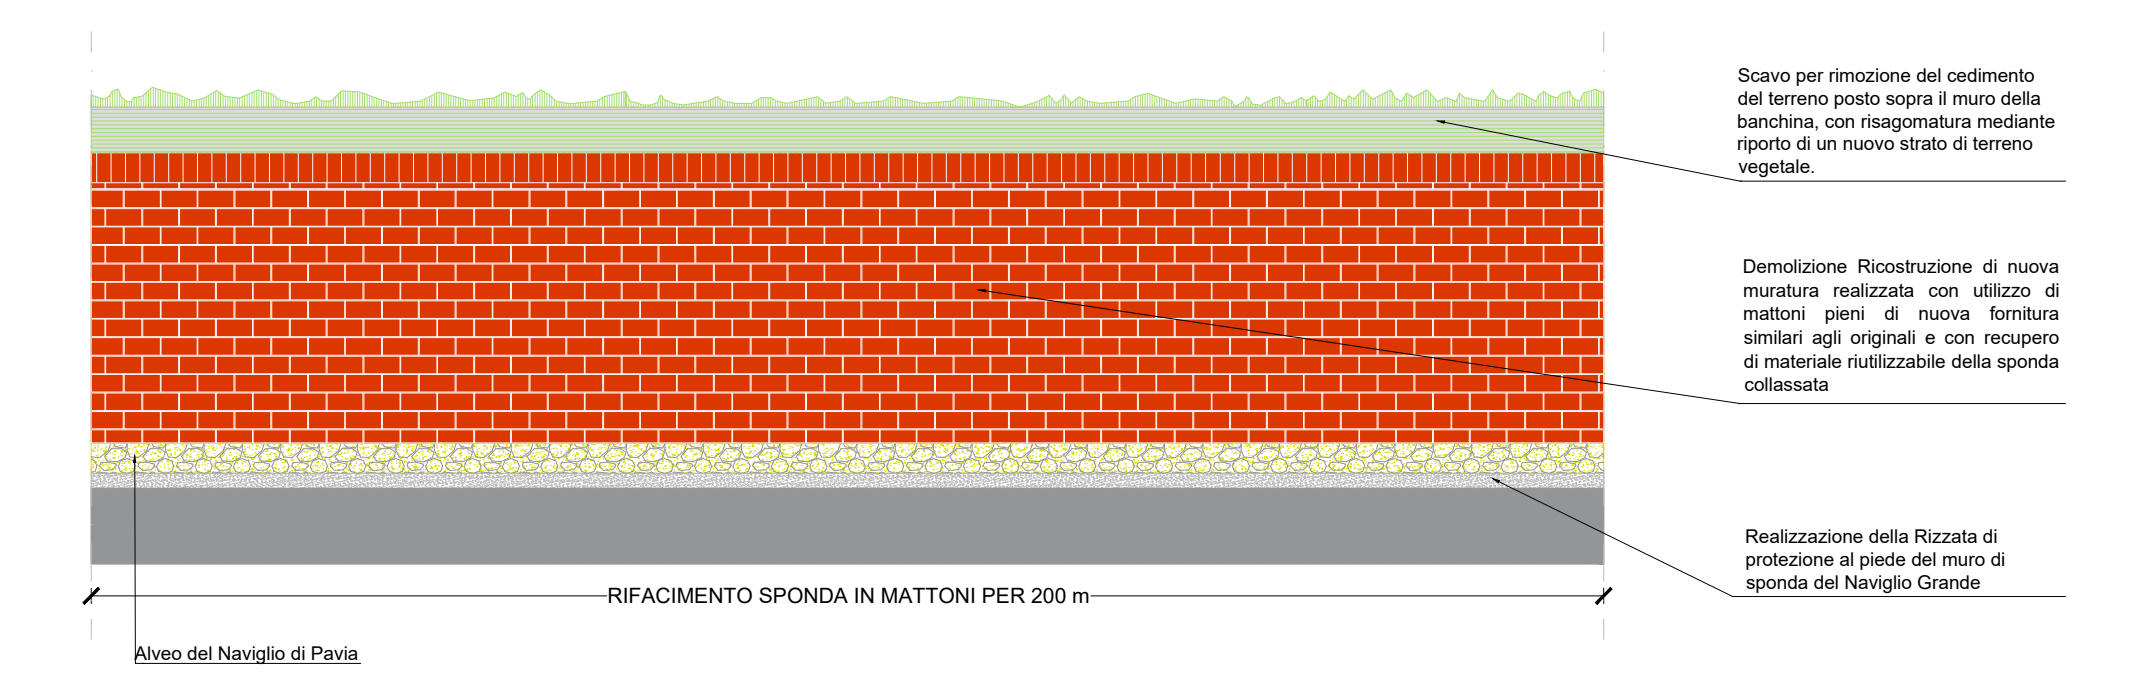 Scavo per rimozione del cedimento
del terreno posto sopra il muro della
banchina, con risagomatura mediante
riporto di un nuovo strato di terreno
vegetale.
Demolizione Ricostruzione di nuova
muratura realizzata con utilizzo di
mattoni pieni di nuova fornitura
similari agli originali e con recupero
di materiale riutilizzabile della sponda
collassata
Realizzazione della Rizzata di
protezione al piede del muro di
sponda del Naviglio Grande
RIFACIMENTO SPONDA IN MATTONI PER 200 m
Alveo del Naviglio di Pavia